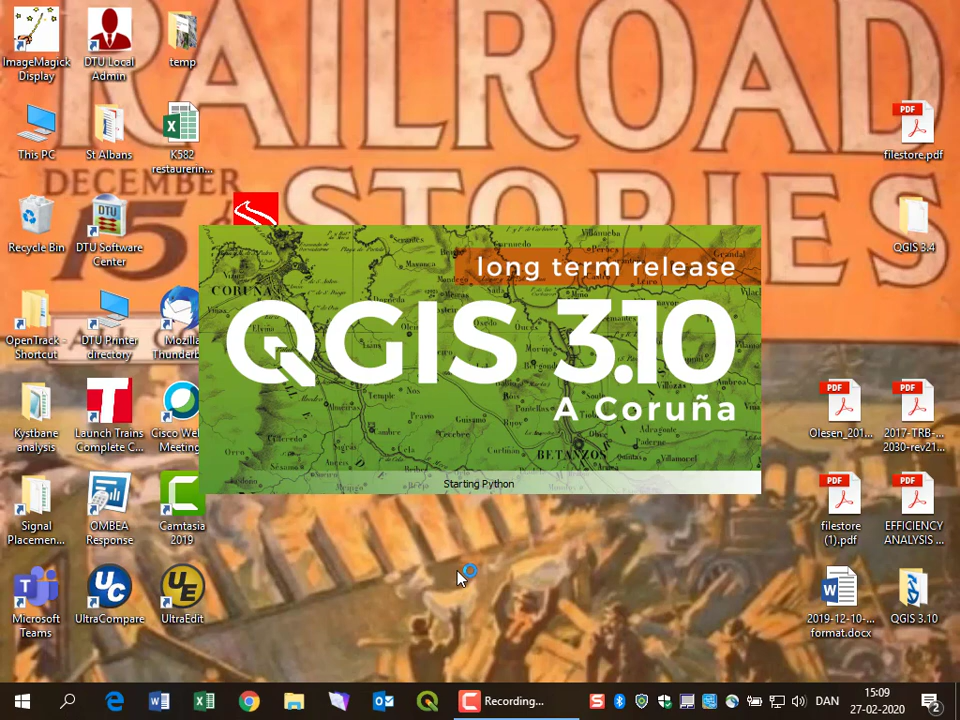 RAILROAD
STORIES
DECEMBER
15
ImageMagick
Display
DTU Local
Admin
temp
This PC
St Albans
K582
restaurerin...
Recycle Bin
DTU
DTU Software
Center
OpenTrack -
Shortcut
DTU Printer
directory
Mozilla
Thunderb
Kystbane
analysis
Launch Trains
Complete C...
Cisco Web
Meeting
Signal
Placemen...
OMBEA
Response
Camtasia
2019
Microsoft
Teams
UltraCompare
UltraEdit
long term release
QGIS 3.10
A Coruña
CORUÑA
BETANZOS
Starting Python
PDF
filestore.pdf
QGIS 3.4
PDF
Olesen_201...
PDF
2017-TRB-...
2030-rev21...
PDF
filestore
(1).pdf
PDF
EFFICIENCY
ANALYSIS ...
2019-12-10-...
format.docx
QGIS 3.10
Recording...
DAN
15:09
27-02-2020
2